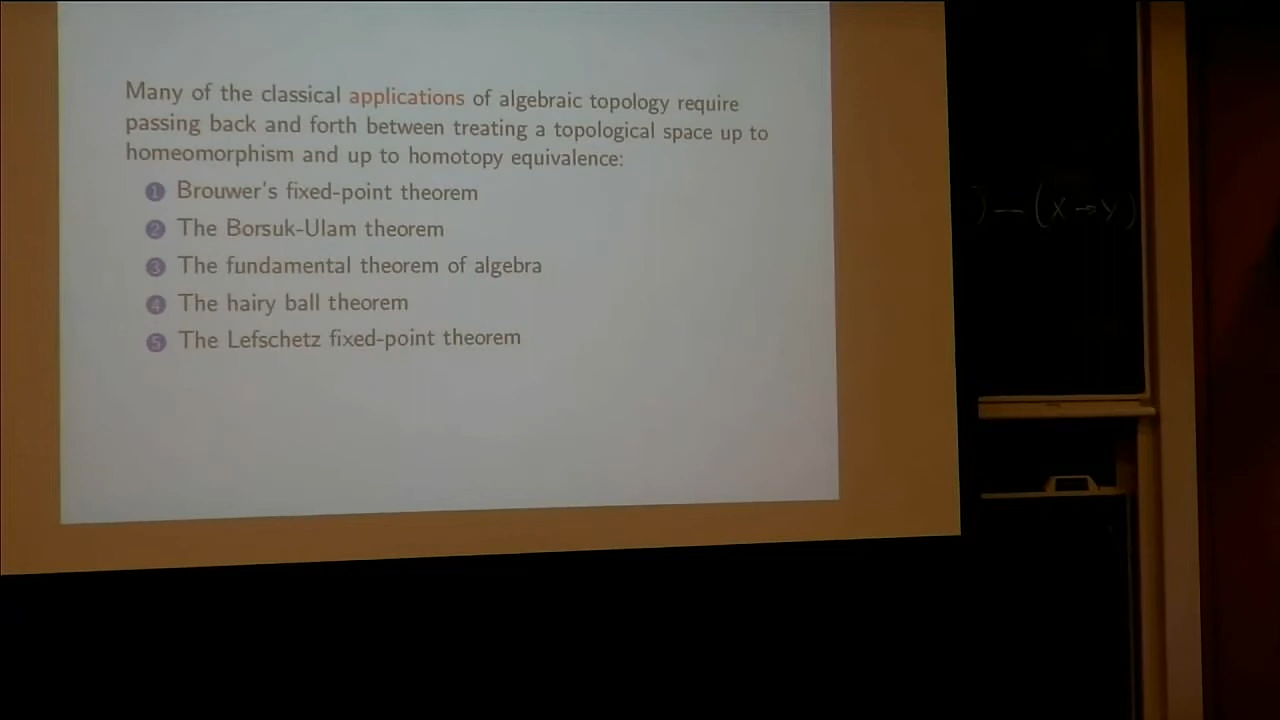 Many of the classical applications of algebraic topology require
passing back and forth between treating a topological space up to
homeomorphism and up to homotopy equivalence:
1 Brouwer's fixed-point theorem
2 The Borsuk-Ulam theorem
3 The fundamental theorem of algebra
4 The hairy ball theorem
5 The Lefschetz fixed-point theorem
) — (X → Y)